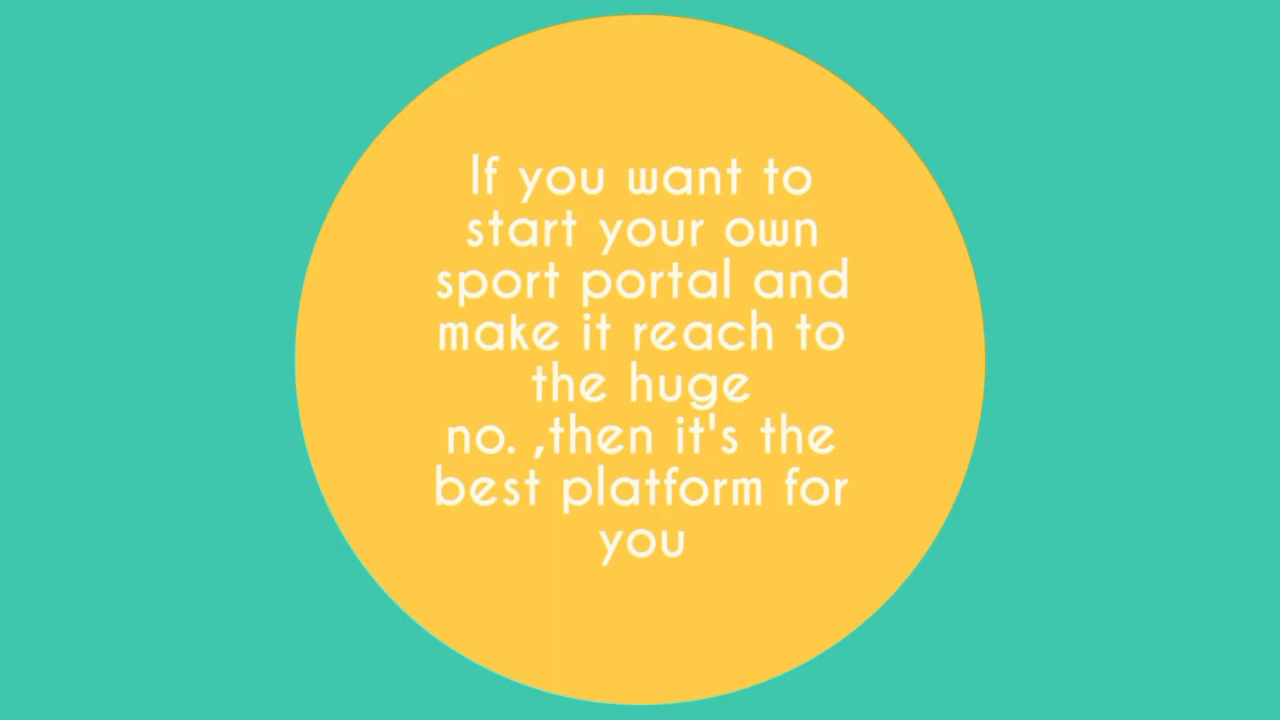 If you want to
start your own
sport portal and
make it reach to
the huge
no. ,then it's the
best platform for
you